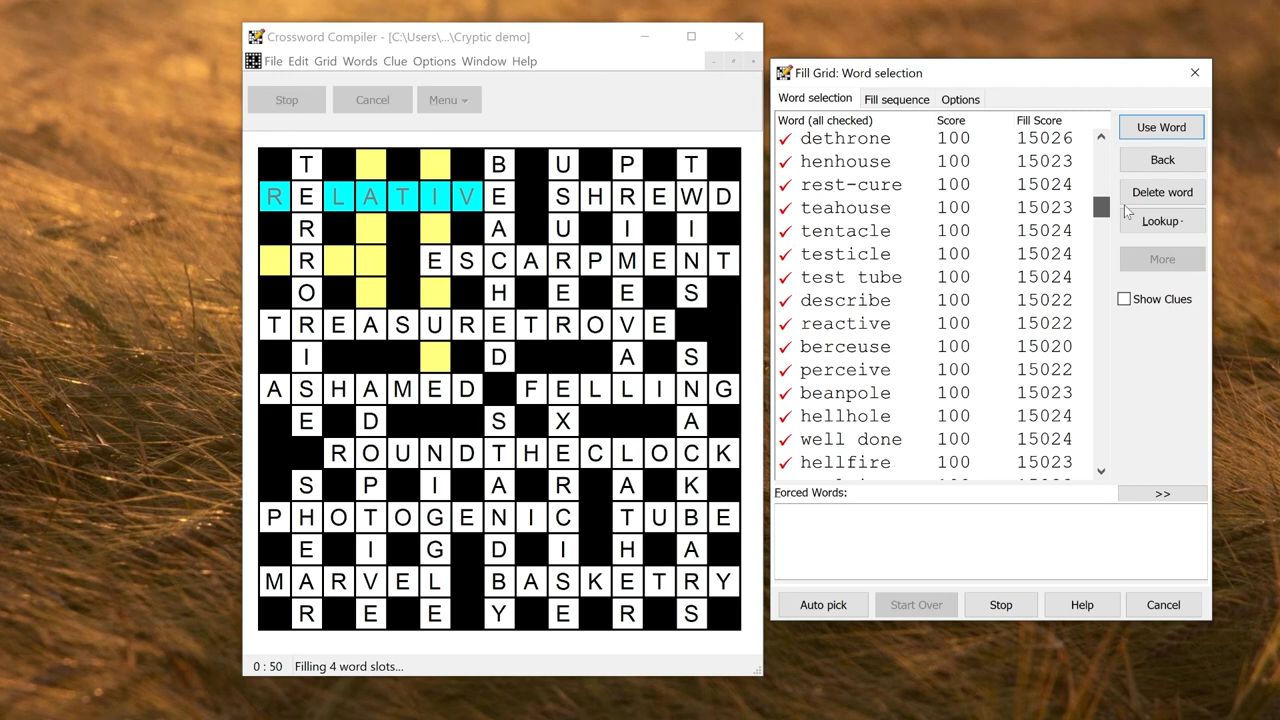 Crossword Compiler - [C:\Users\...\Cryptic demo]
File Edit Grid Words Clue Options Window Help
Stop Cancel Menu
T B U P T
RELATIVE SHREWD
R A U I I
R ESCARPMENT
O H E E S
TREASURETROVE
I D A S
ASHAMED FELLING
E D S X A
ROUNDTHECLOCK
S P I A R A K
PHOTOGENIC TUBE
E I G D I H A
MARVEL BASKETRY
R E E Y E R S
0 : 50 Filling 4 word slots...
Fill Grid: Word selection
Word selection Fill sequence Options
Word (all checked) Score Fill Score
dethrone 100 15026
henhouse 100 15023
rest-cure 100 15024
teahouse 100 15023
tentacle 100 15024
testicle 100 15024
test tube 100 15024
describe 100 15022
reactive 100 15022
berceuse 100 15020
perceive 100 15022
beanpole 100 15023
hellhole 100 15024
well done 100 15024
hellfire 100 15023
Use Word
Back
Delete word
Lookup
More
Show Clues
Forced Words: >>
Auto pick Start Over Stop Help Cancel